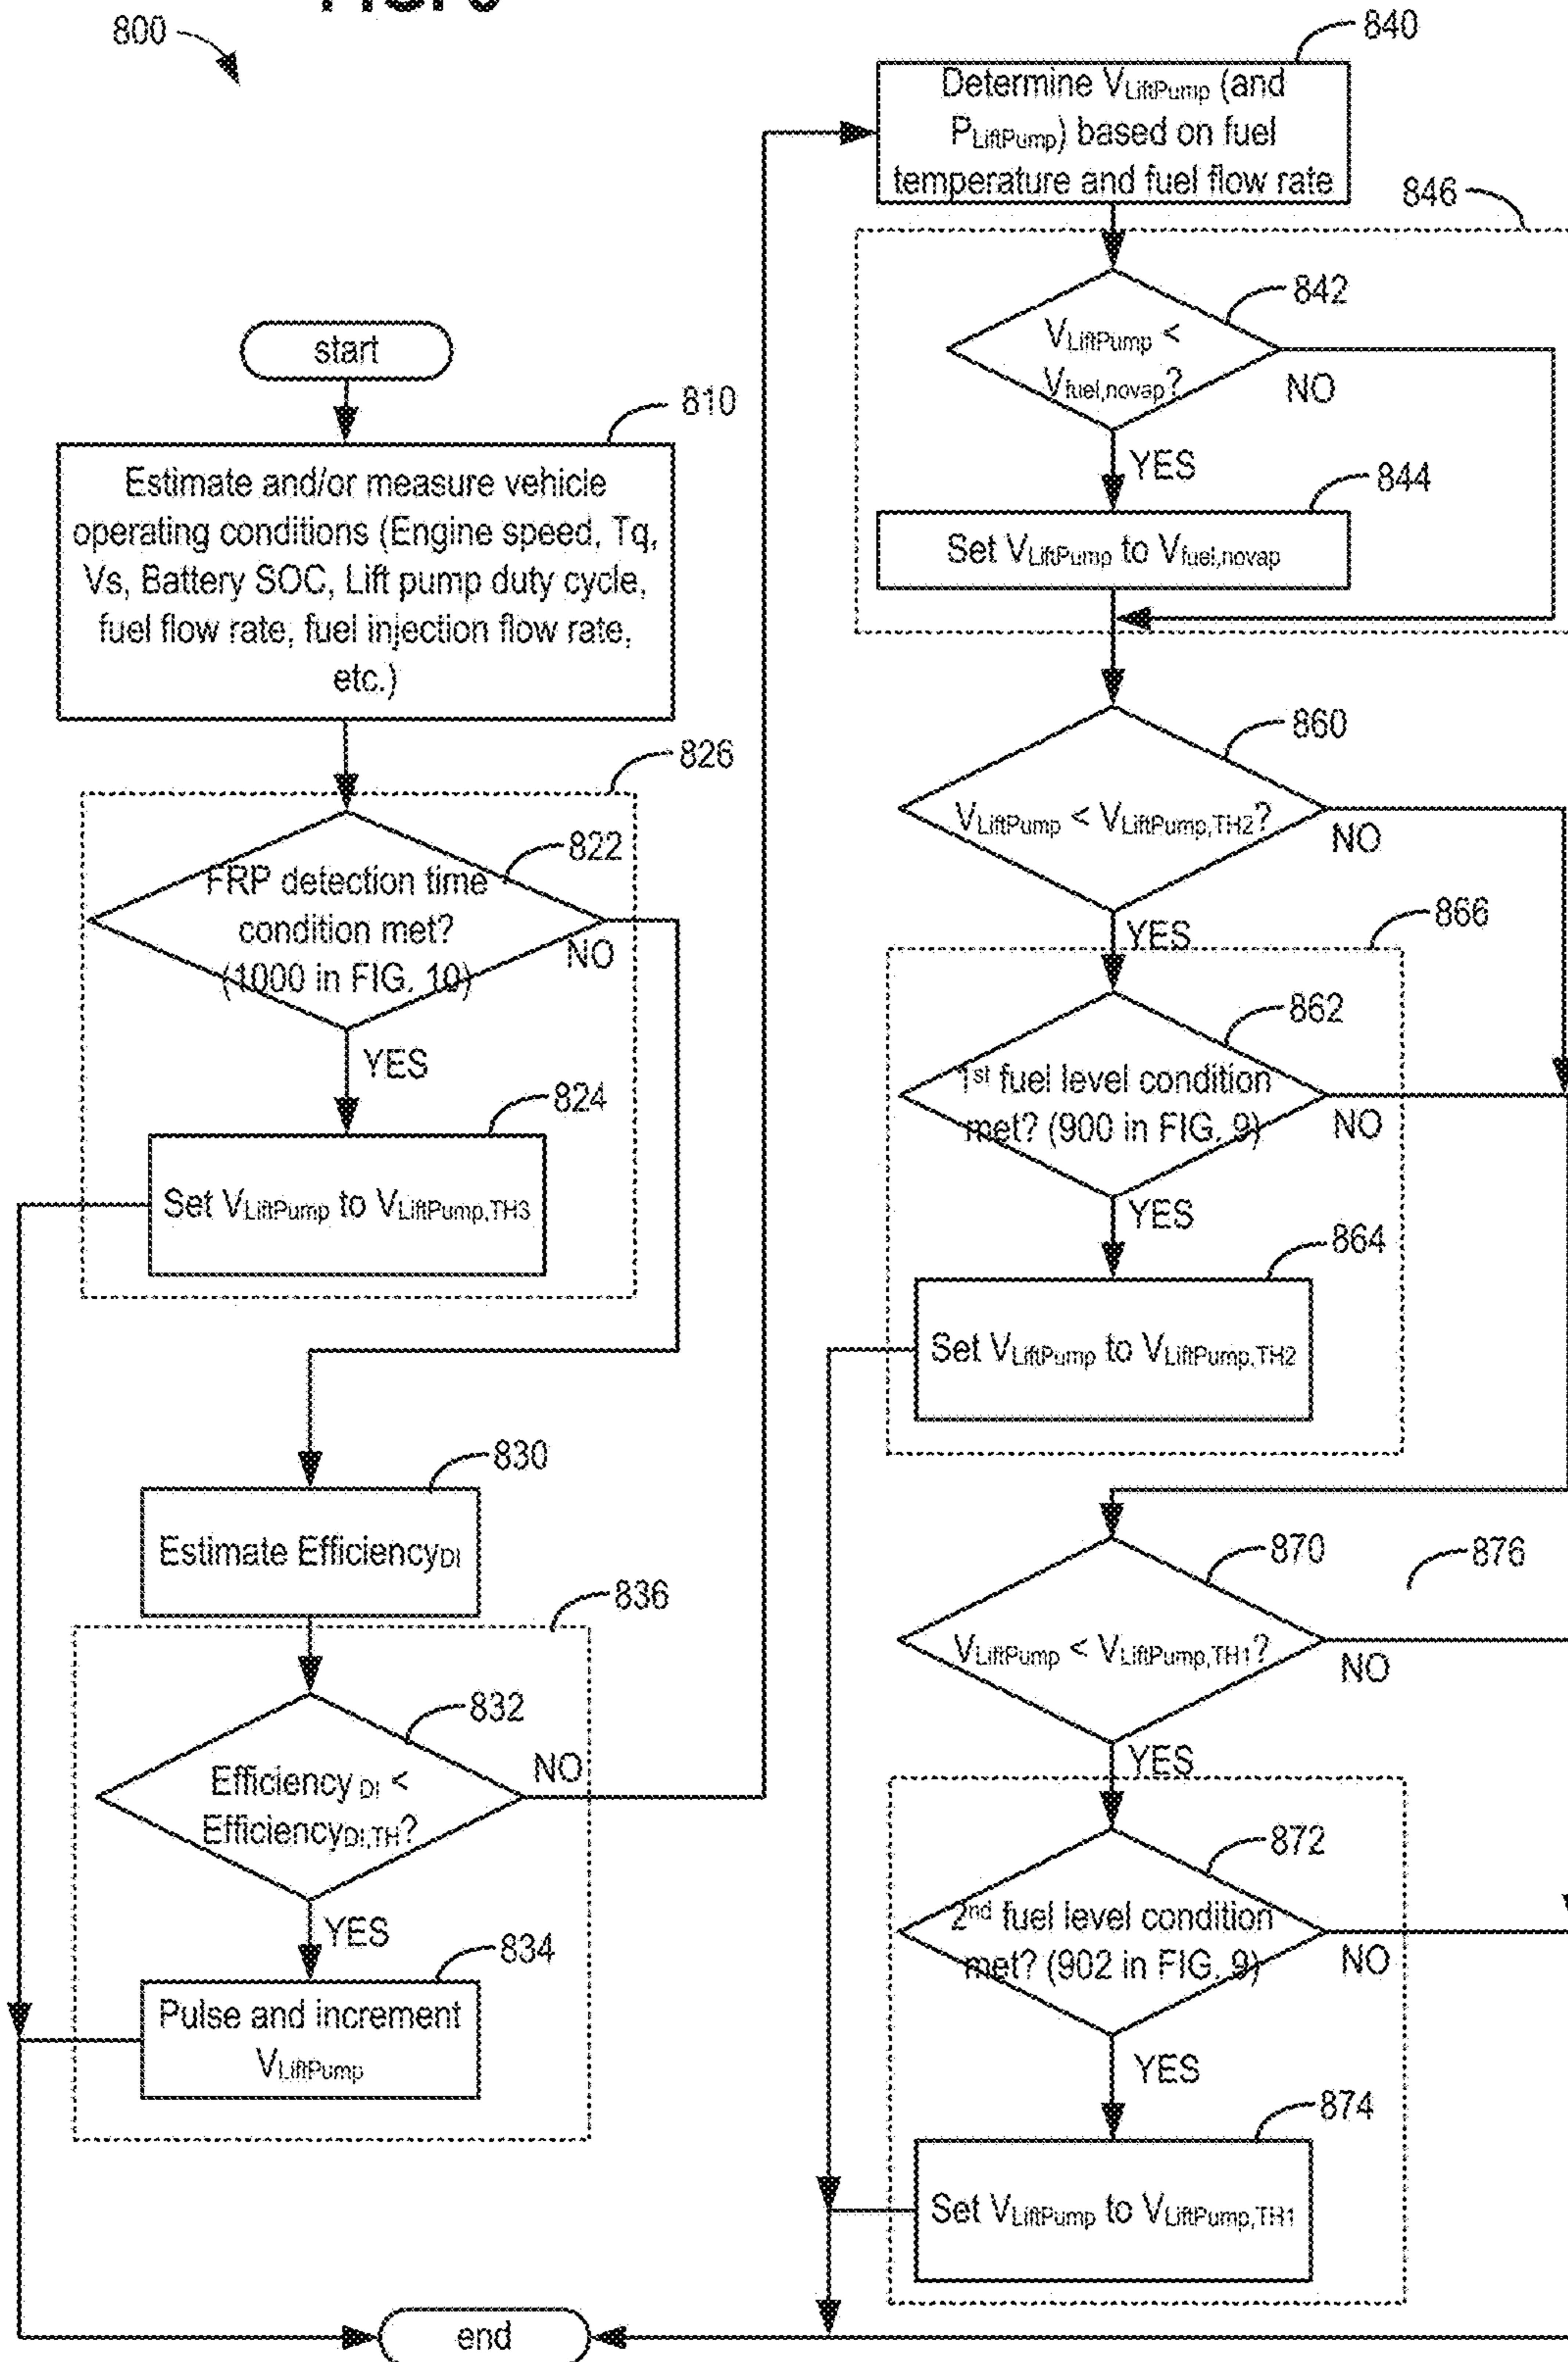 800
start
810
Estimate and/or measure vehicle
operating conditions (Engine speed, Tq,
Vs, Battery SOC, Lift pump duty cycle,
fuel flow rate, fuel injection flow rate,
etc.)
826
822
FRP detection time
condition met?
(1000 in FIG. 10)
NO
YES
824
Set VLiftPump to VLiftPump,TH3
830
Estimate EfficiencyDI
836
832
Efficiency DI <
EfficiencyDI,TH?
NO
YES
834
Pulse and increment
VLiftPump
end
840
Determine VLiftPump (and
PLiftPump) based on fuel
temperature and fuel flow rate
846
842
VLiftPump <
Vfuel,novap?
NO
YES
844
Set VLiftPump to Vfuel,novap
860
VLiftPump < VLiftPump,TH2?
NO
YES
866
862
1st fuel level condition
met? (900 in FIG. 9)
NO
YES
864
Set VLiftPump to VLiftPump,TH2
870
876
VLiftPump < VLiftPump,TH1?
NO
YES
872
2nd fuel level condition
met? (902 in FIG. 9)
NO
YES
874
Set VLiftPump to VLiftPump,TH1